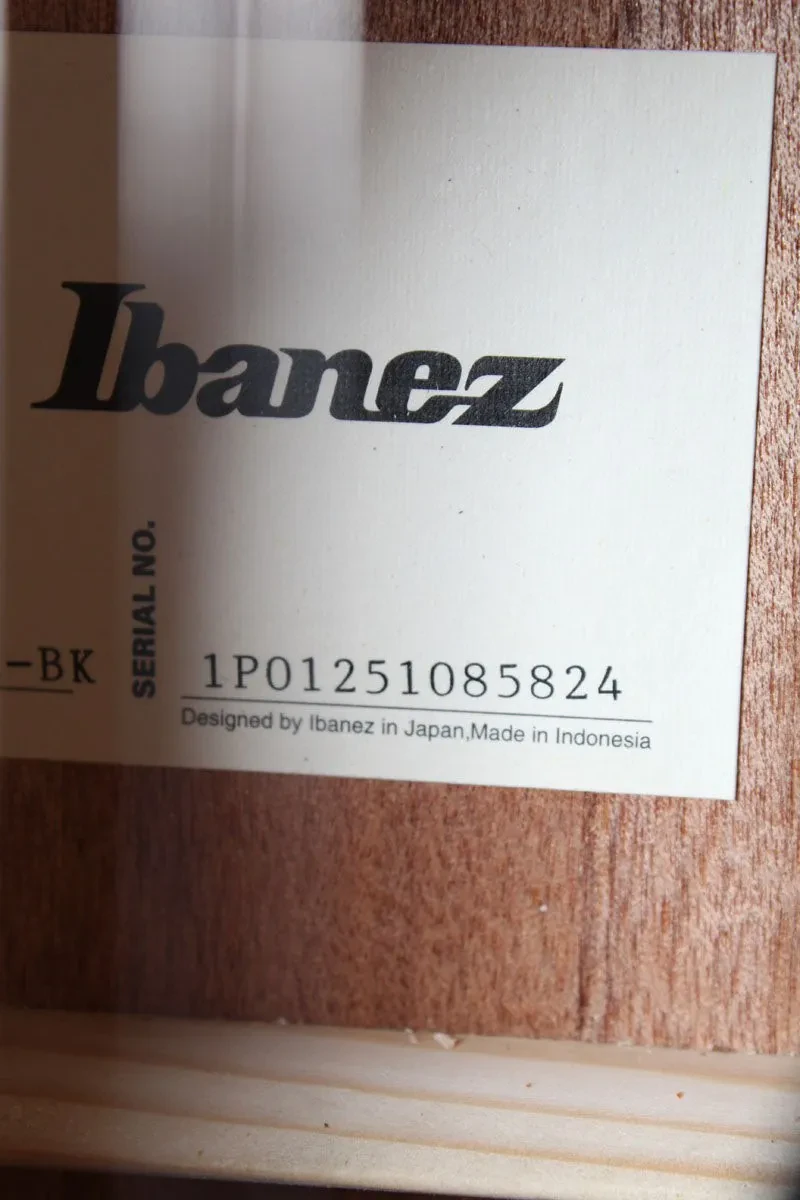 Ibanez
-BK
SERIAL NO.
1P01251085824
Designed by Ibanez in Japan,Made in Indonesia